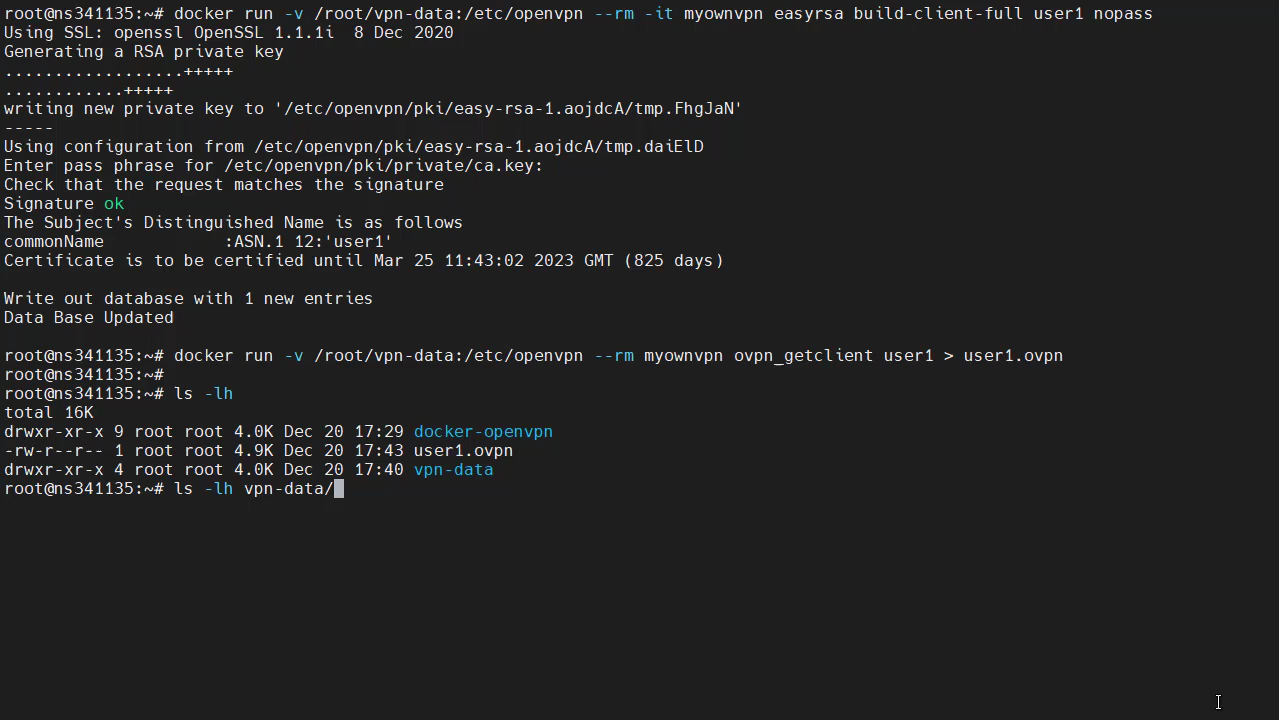 root@ns341135:~# docker run -v /root/vpn-data:/etc/openvpn --rm -it myownvpn easyrsa build-client-full user1 nopass
Using SSL: openssl OpenSSL 1.1.1i  8 Dec 2020
Generating a RSA private key
..................+++++
............+++++
writing new private key to '/etc/openvpn/pki/easy-rsa-1.aojdcA/tmp.FhgJaN'
-----
Using configuration from /etc/openvpn/pki/easy-rsa-1.aojdcA/tmp.daiElD
Enter pass phrase for /etc/openvpn/pki/private/ca.key:
Check that the request matches the signature
Signature ok
The Subject's Distinguished Name is as follows
commonName            :ASN.1 12:'user1'
Certificate is to be certified until Mar 25 11:43:02 2023 GMT (825 days)
Write out database with 1 new entries
Data Base Updated
root@ns341135:~# docker run -v /root/vpn-data:/etc/openvpn --rm myownvpn ovpn_getclient user1 > user1.ovpn
root@ns341135:~#
root@ns341135:~# ls -lh
total 16K
drwxr-xr-x 9 root root 4.0K Dec 20 17:29 docker-openvpn
-rw-r--r-- 1 root root 4.9K Dec 20 17:43 user1.ovpn
drwxr-xr-x 4 root root 4.0K Dec 20 17:40 vpn-data
root@ns341135:~# ls -lh vpn-data/